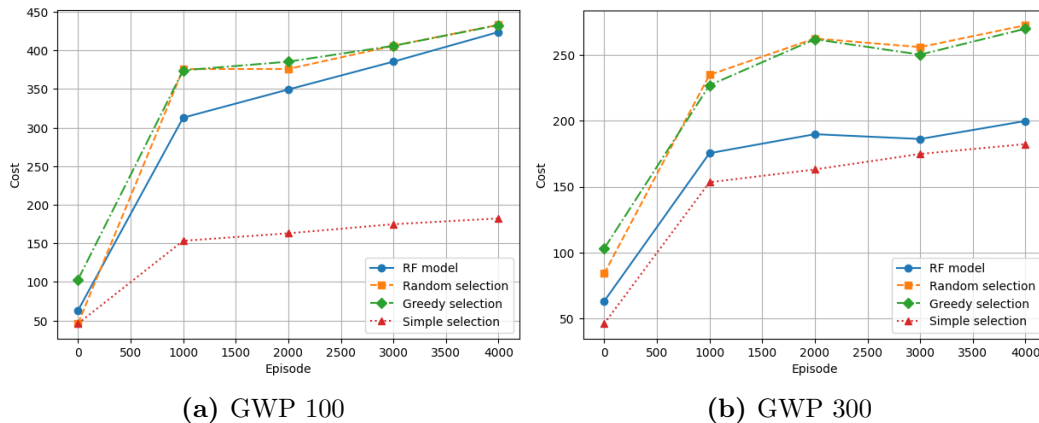 450
400
350
300
250
200
150
100
50
Cost
0 500 1000 1500 2000 2500 3000 3500 4000
Episode
RF model
Random selection
Greedy selection
Simple selection
(a) GWP 100
250
200
150
100
50
Cost
0 500 1000 1500 2000 2500 3000 3500 4000
Episode
RF model
Random selection
Greedy selection
Simple selection
(b) GWP 300